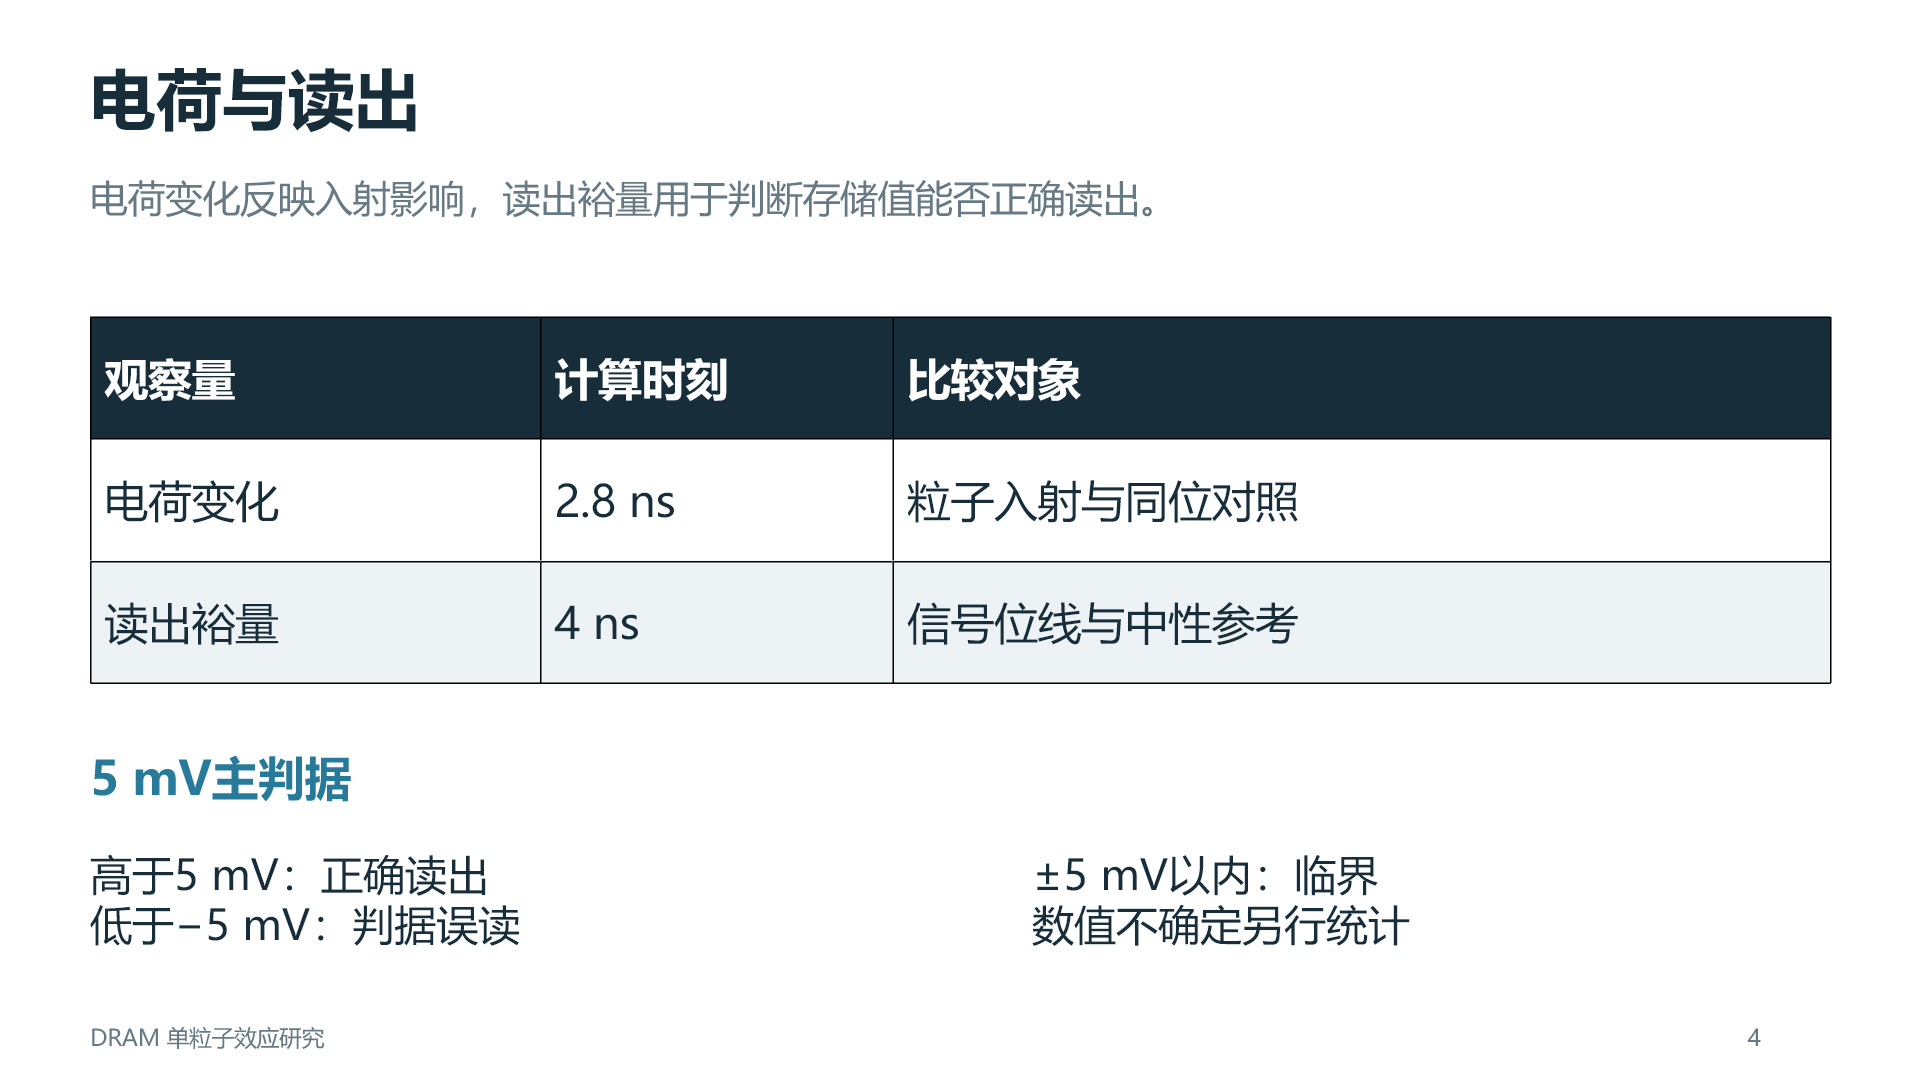 电荷与读出
电荷变化反映入射影响，读出裕量用于判断存储值能否正确读出。
观察量 计算时刻 比较对象
电荷变化 2.8 ns 粒子入射与同位对照
读出裕量 4 ns 信号位线与中性参考
5 mV主判据
高于5 mV：正确读出
低于−5 mV：判据误读
±5 mV以内：临界
数值不确定另行统计
DRAM 单粒子效应研究
4